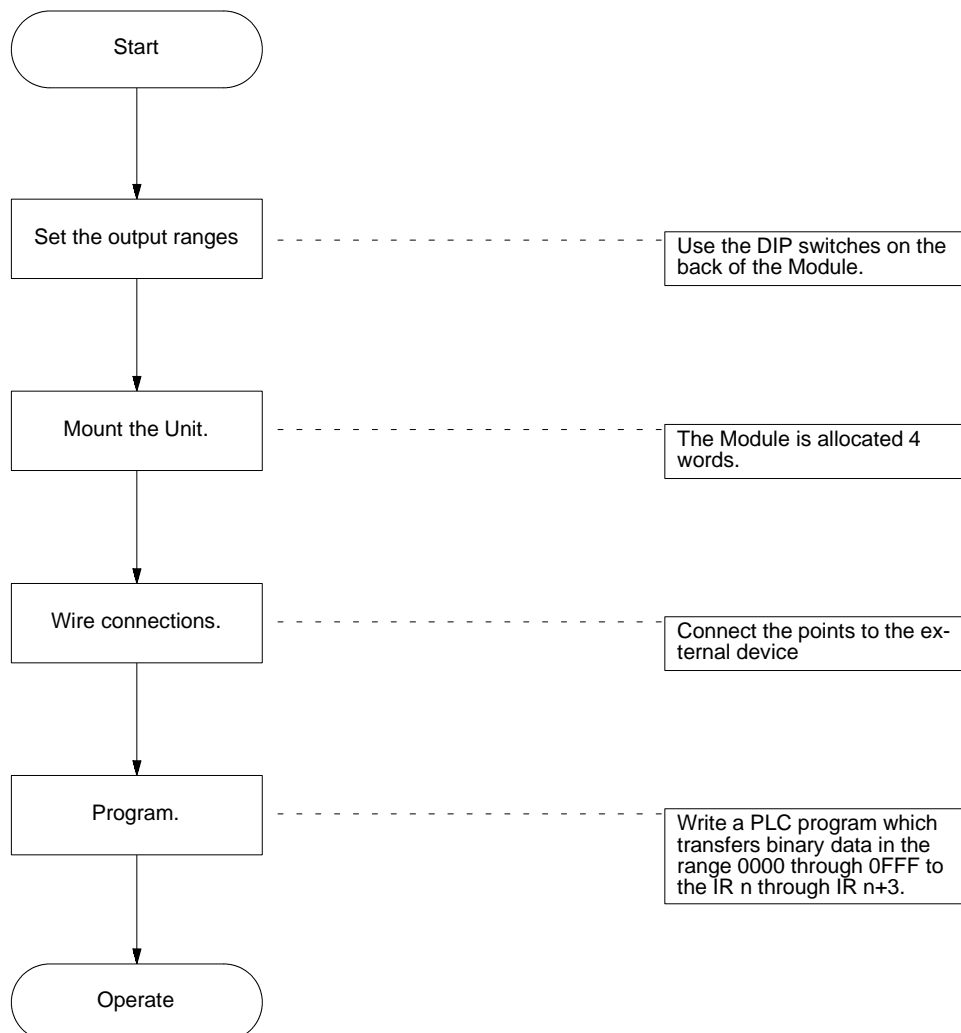 Start
Set the output ranges
Use the DIP switches on the
back of the Module.
Mount the Unit.
The Module is allocated 4
words.
Wire connections.
Connect the points to the ex-
ternal device
Program.
Write a PLC program which
transfers binary data in the
range 0000 through 0FFF to
the IR n through IR n+3.
Operate